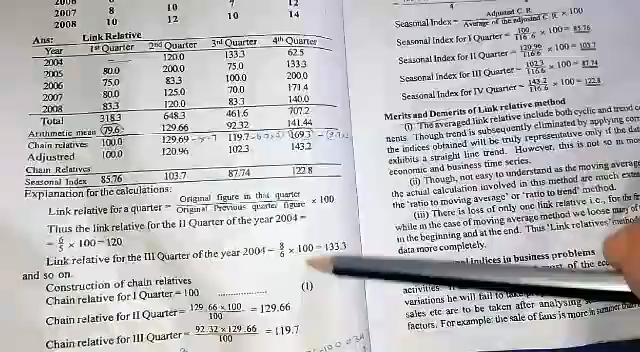 2006
2007 8 10 7 12
2008 10 12 10 14
Ans: Link Relative
Year 1st Quarter 2nd Quarter 3rd Quarter 4th Quarter
2004 — 120.0 133.3 62.5
2005 80.0 200.0 75.0 133.3
2006 75.0 83.3 100.0 200.0
2007 80.0 125.0 70.0 171.4
2008 83.3 120.0 83.3 140.0
Total 318.3 648.3 461.6 707.2
Arithmetic mean (79.6) 129.66 92.32 141.44
Chain relatives 100.0 129.69 119.7 169.3
Adjustred 100.0 120.96 102.3 143.2
Chain Relatives
Seasonal Index 85.76 103.7 87.74 122.8
Explanation for the calculations:
Link relative for a quarter = Original figure in that quarter / Original Previous quarter figure × 100
Thus the link relative for the II Quarter of the year 2004 =
= 6/5 × 100 = 120
Link relative for the III Quarter of the year 2004 = 8/6 × 100 = 133.3
and so on.
Construction of chain relatives
Chain relative for I Quarter = 100 .................. (1)
Chain relative for II Quarter = 129.66 × 100 / 100 = 129.66
Chain relative for III Quarter = 92.32 × 129.66 / 100 = 119.7
4
Seasonal Index = Adjusted C. R. / Average of the adjusted C. R. × 100
Seasonal Index for I Quarter = 100 / 116.6 × 100 = 85.76
Seasonal Index for II Quarter = 120.96 / 116.6 × 100 = 103.7
Seasonal Index for III Quarter = 102.3 / 116.6 × 100 = 87.74
Seasonal Index for IV Quarter = 143.2 / 116.6 × 100 = 122.8
Merits and Demerits of Link relative method
(i) The averaged link relative include both cyclic and trend
nents. Though trend is subsequently eliminated by applying
the indices obtained will be truly representative only if the
exhibits a straight line trend. However, this is not so in
economic and business time series.
(ii) Though, not easy to understand as the moving average
the actual calculation involved in this method are much
the 'ratio to moving average' or 'ratio to trend' method.
(iii) There is loss of only one link relative i.e., for the
while in the case of moving average method we loose many of
in the beginning and at the end. Thus 'Link relatives'
data more completely.
indices in business problems
most of the
activities
variations he will fail to
sales etc are to be taken after analysing
factors. For example: the sale of fans is more in summer than